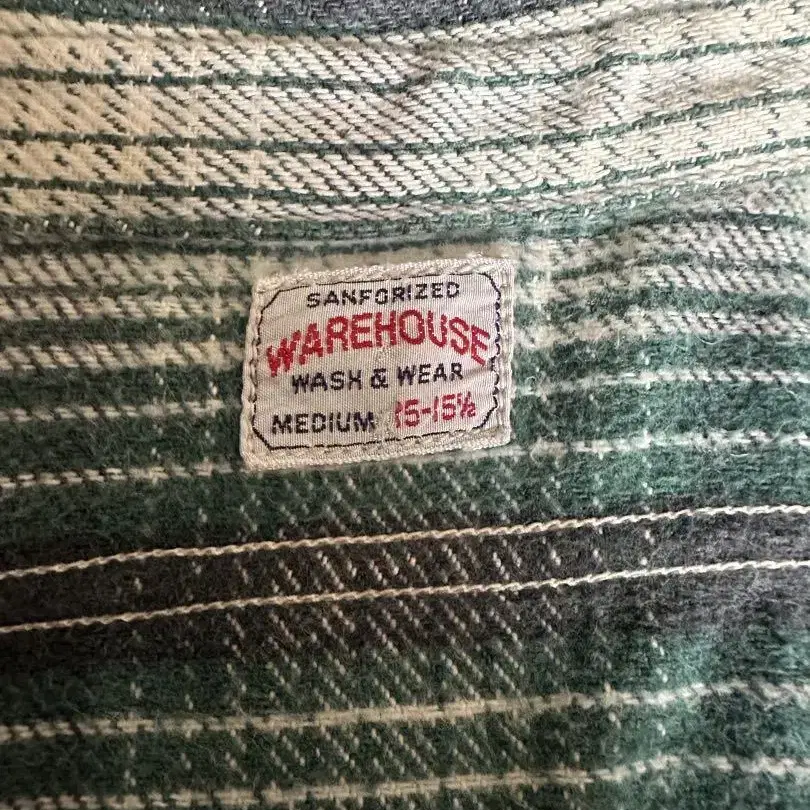 SANFORIZED
WAREHOUSE
WASH & WEAR
MEDIUM 15-15½